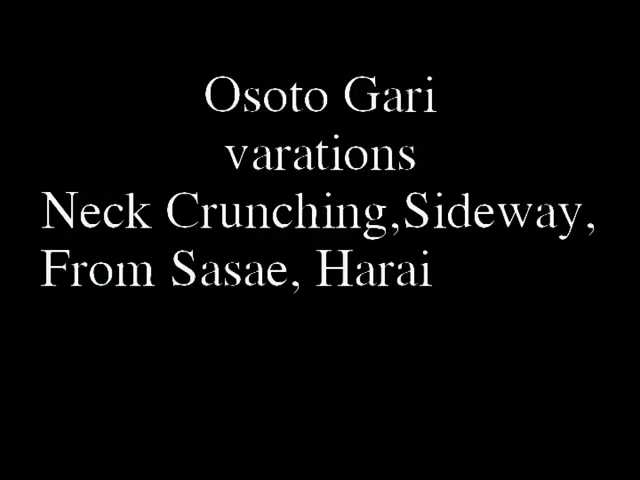 Osoto Gari
varations
Neck Crunching,Sideway,
From Sasae, Harai